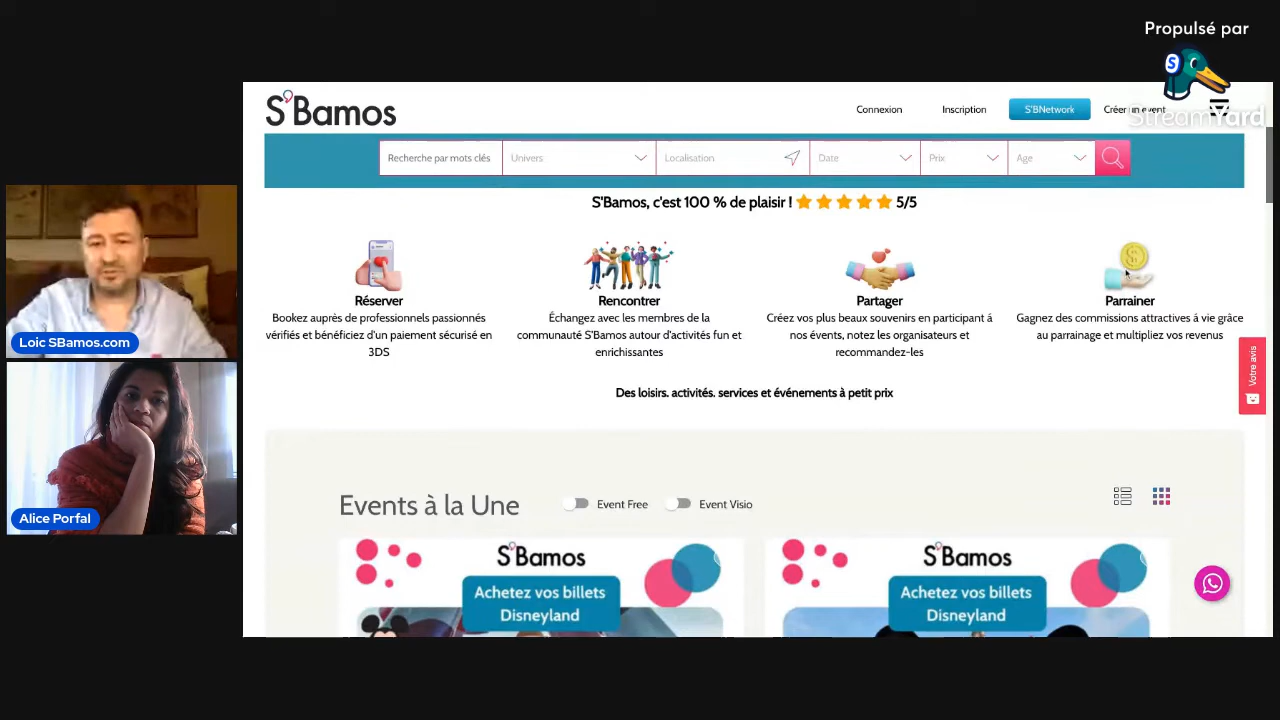 Propulsé par
StreamYard
S'Bamos
Connexion
Inscription
S'BNetwork
Créer un event
Recherche par mots clés
Univers
Localisation
Date
Prix
Age
S'Bamos, c'est 100 % de plaisir ! 5/5
Réserver
Bookez auprès de professionnels passionnés
vérifiés et bénéficiez d'un paiement sécurisé en
3DS
Rencontrer
Échangez avec les membres de la
communauté S'Bamos autour d'activités fun et
enrichissantes
Partager
Créez vos plus beaux souvenirs en participant à
nos évents, notez les organisateurs et
recommandez-les
Parrainer
Gagnez des commissions attractives à vie grâce
au parrainage et multipliez vos revenus
Votre avis
Des loisirs, activités, services et événements à petit prix
Events à la Une
Event Free
Event Visio
S'Bamos
Achetez vos billets
Disneyland
S'Bamos
Achetez vos billets
Disneyland
Loic SBamos.com
Alice Porfal